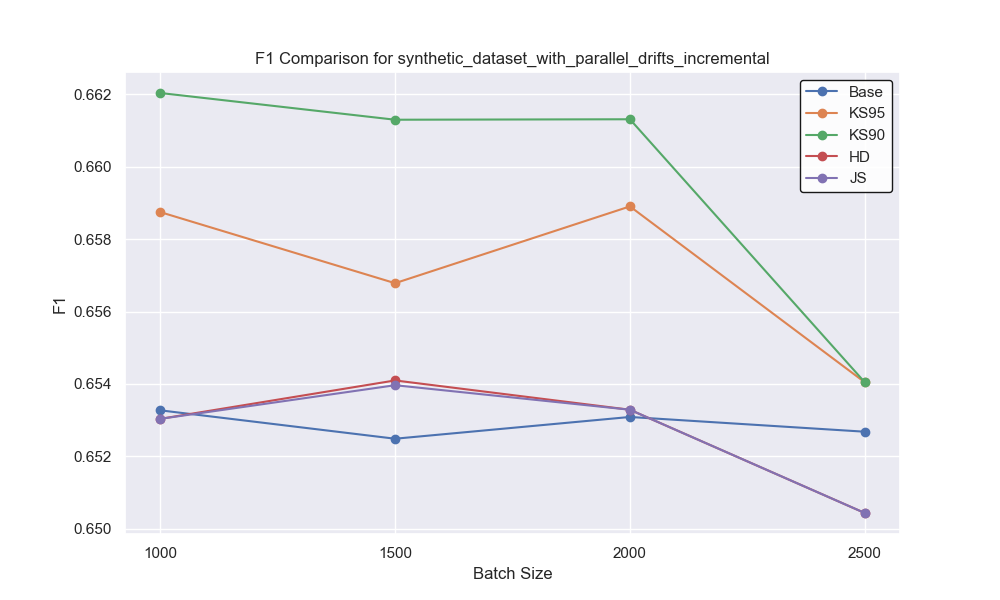 F1 Comparison for synthetic_dataset_with_parallel_drifts_incremental
0.662
0.660
0.658
0.656
0.654
0.652
0.650
F1
Base
KS95
KS90
HD
JS
1000
1500
2000
2500
Batch Size